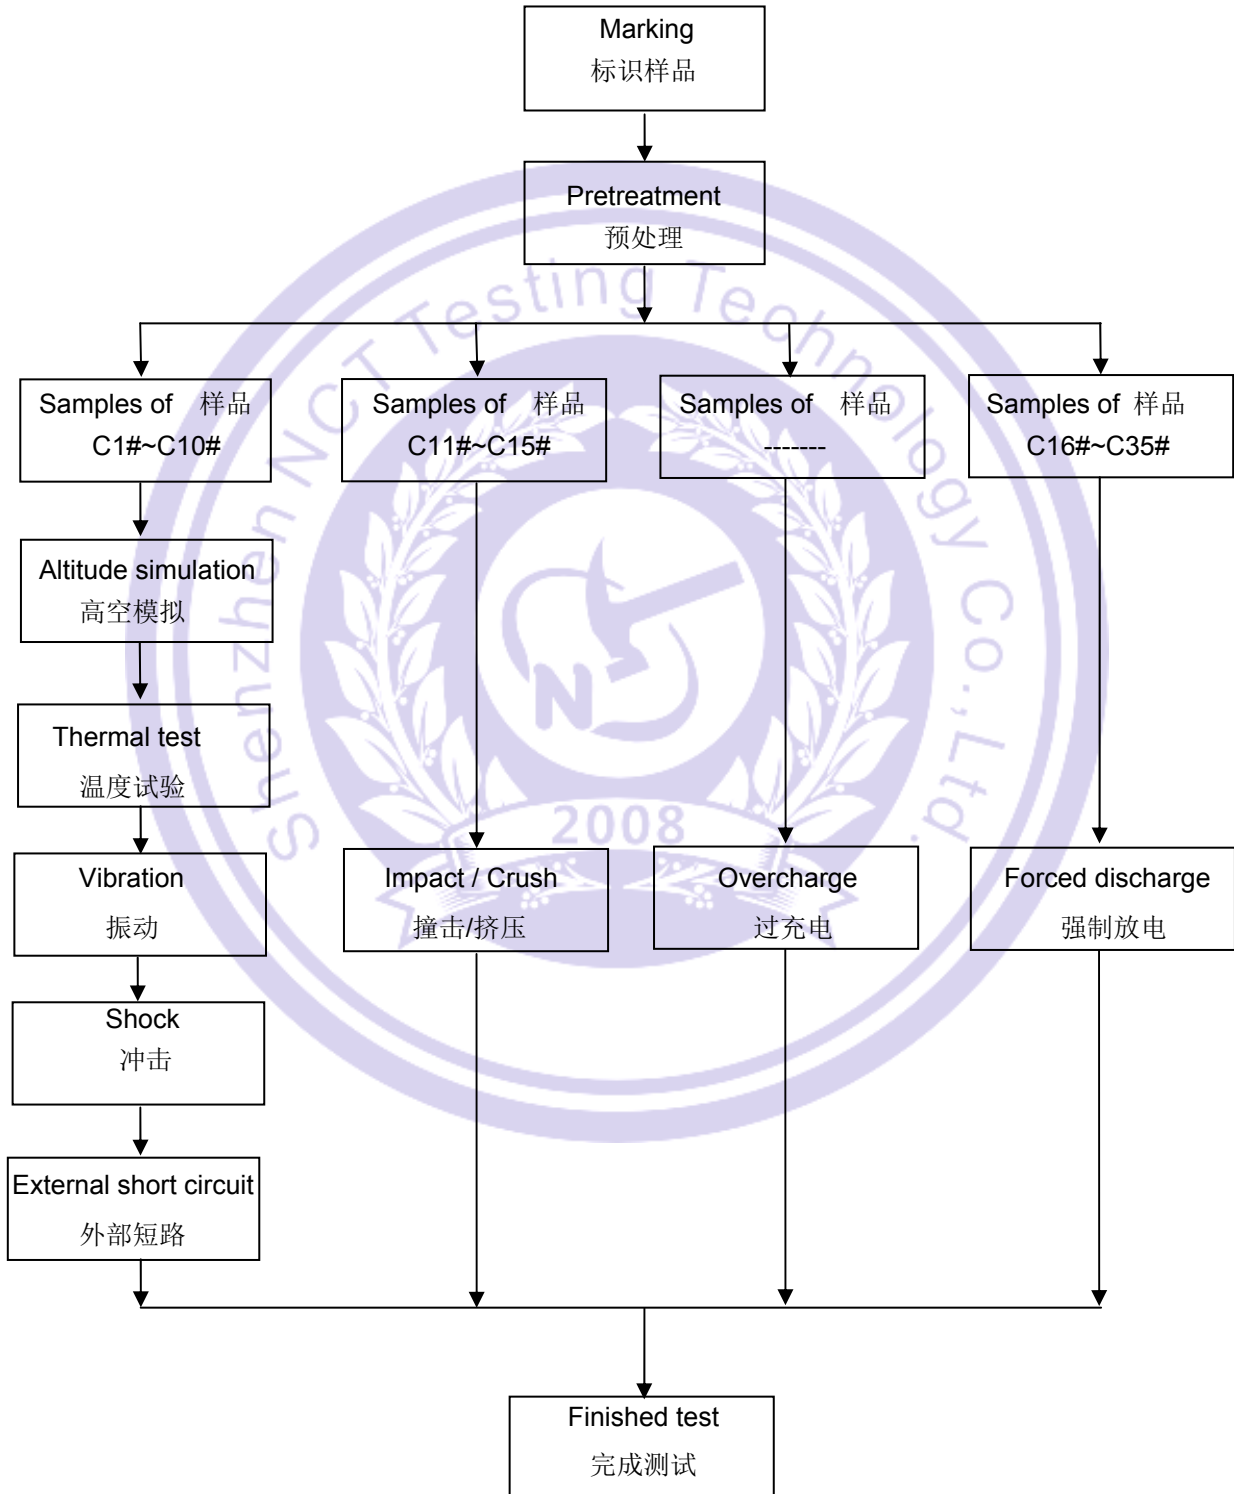 Marking
标识样品
Pretreatment
预处理
Samples of 样品
C1#~C10#
Samples of 样品
C11#~C15#
Samples of 样品
-------
Samples of 样品
C16#~C35#
Altitude simulation
高空模拟
Thermal test
温度试验
Vibration
振动
Impact / Crush
撞击/挤压
Overcharge
过充电
Forced discharge
强制放电
Shock
冲击
External short circuit
外部短路
Finished test
完成测试
Shenzhen NCT Testing Technology Co.,Ltd.
N
2008